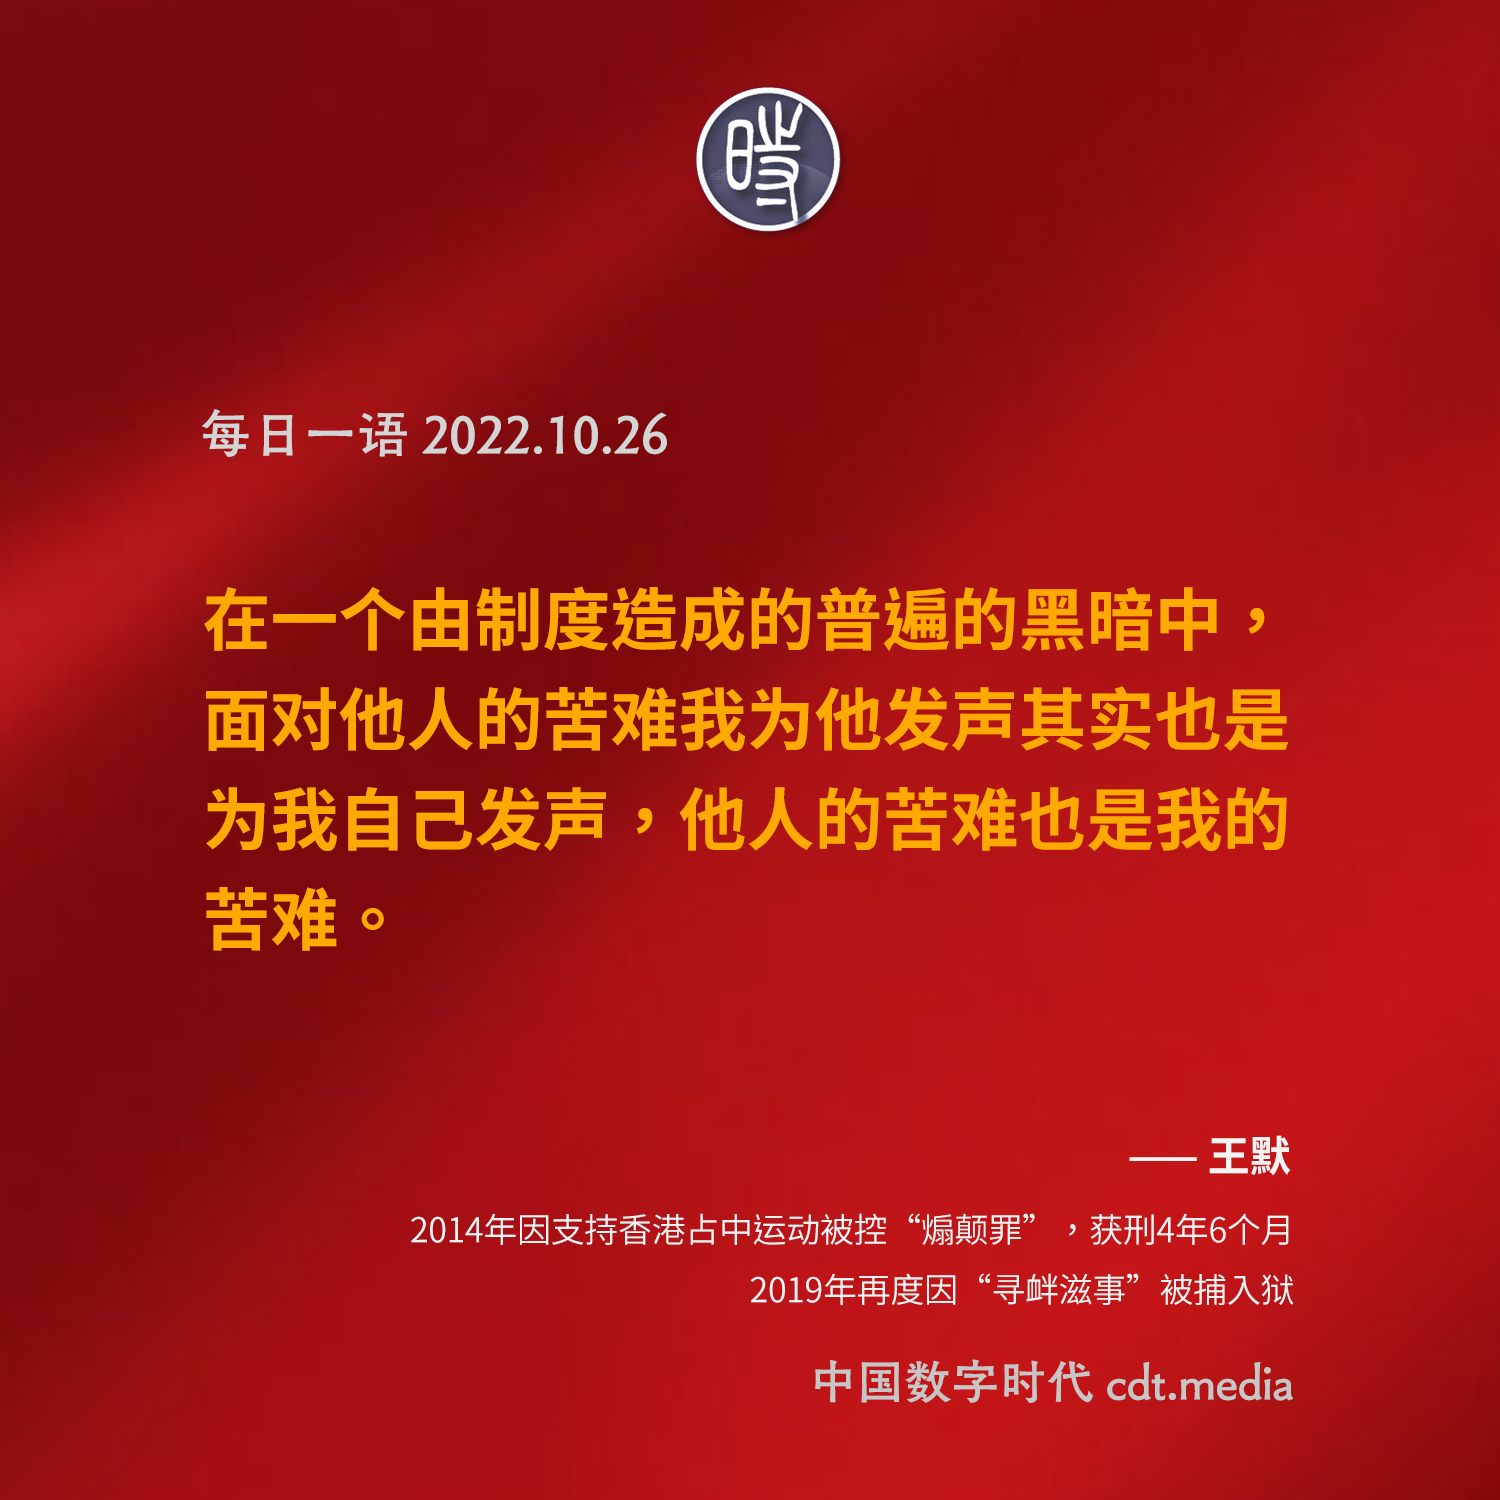 時
每日一语 2022.10.26
在一个由制度造成的普遍的黑暗中，
面对他人的苦难我为他发声其实也是
为我自己发声，他人的苦难也是我的
苦难。
—— 王默
2014年因支持香港占中运动被控“煽颠罪”，获刑4年6个月
2019年再度因“寻衅滋事”被捕入狱
中国数字时代 cdt.media